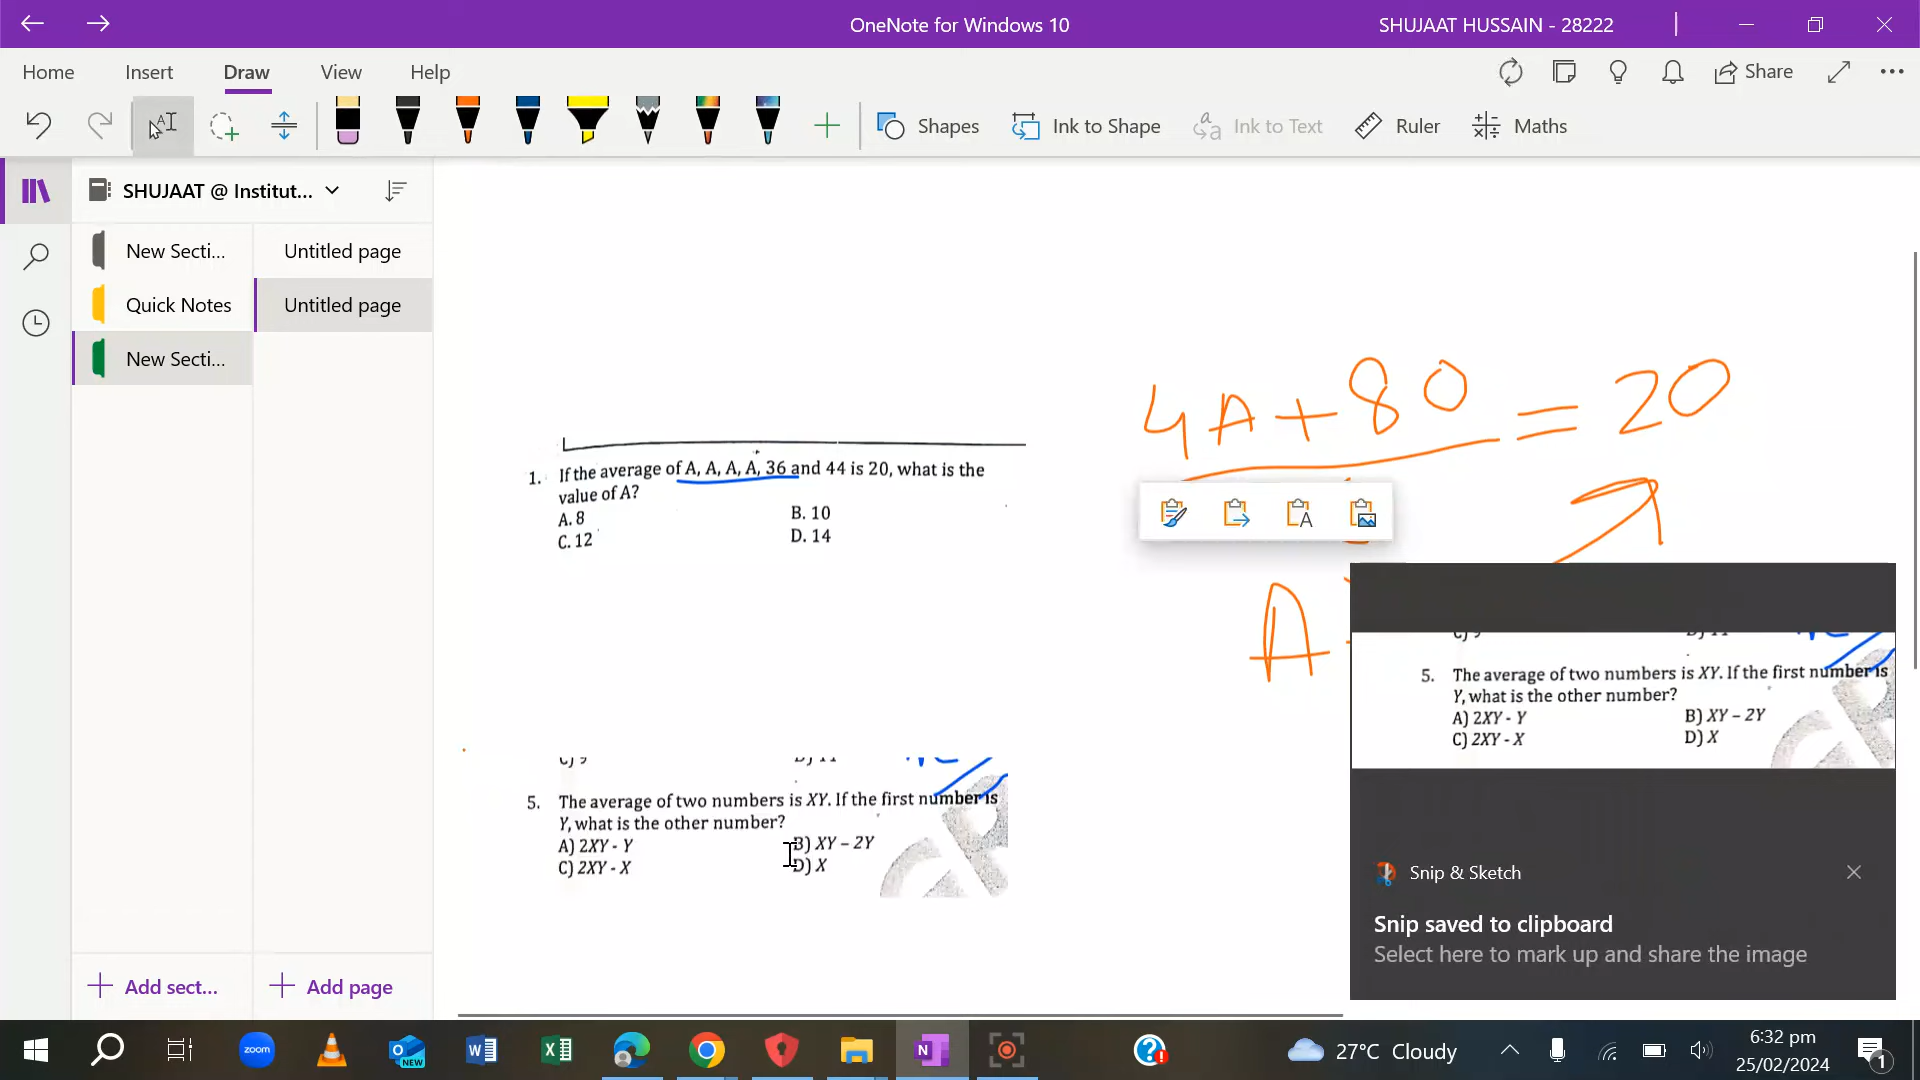 OneNote for Windows 10
SHUJAAT HUSSAIN - 28222
Home Insert Draw View Help
Share
Shapes Ink to Shape Ink to Text Ruler Maths
SHUJAAT @ Institut...
New Secti...
Quick Notes
New Secti...
Untitled page
Untitled page
4A+80 = 20
1. If the average of A, A, A, A, 36 and 44 is 20, what is the
value of A?
A. 8 B. 10
C. 12 D. 14
A
5. The average of two numbers is XY. If the first number is
Y, what is the other number?
A) 2XY - Y B) XY – 2Y
C) 2XY - X D) X
5. The average of two numbers is XY. If the first number is
Y, what is the other number?
A) 2XY - Y B) XY – 2Y
C) 2XY - X D) X
Snip & Sketch
Snip saved to clipboard
Select here to mark up and share the image
Add sect... Add page
zoom
NEW
27°C Cloudy
6:32 pm
25/02/2024
1